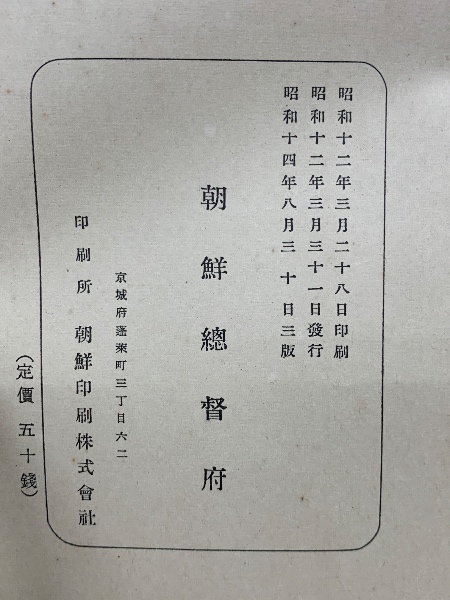 昭和十二年三月二十八日印刷
昭和十二年三月三十一日發行
昭和十四年八月三十日三版
朝鮮總督府
京城府蓬萊町三丁目六二
印刷所 朝鮮印刷株式會社
(定價 五十錢)